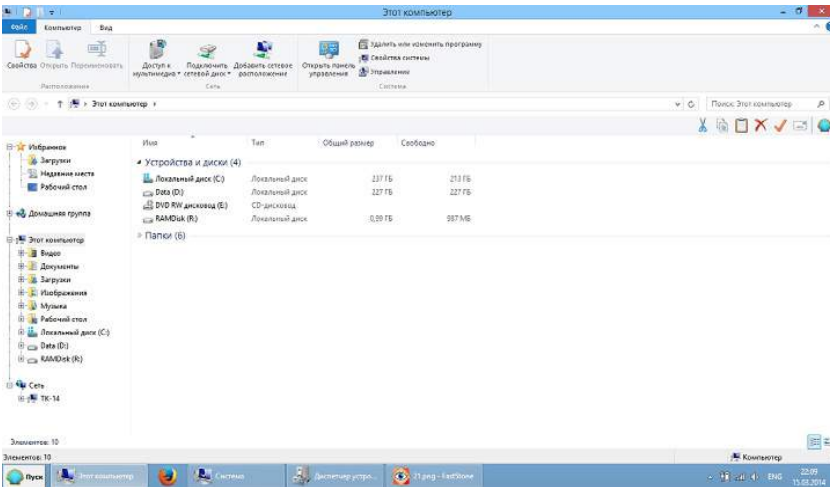 Этот компьютер
Файл Компьютер Вид
Свойства Открыть Переименовать
Доступ к мультимедиа
Подключить сетевой диск
Добавить сетевое расположение
Открыть панель управления
Удалить или изменить программу
Свойства системы
Управление
Расположение Сеть Система
Этот компьютер
Поиск: Этот компьютер
Имя Тип Общий размер Свободно
Устройства и диски (4)
Локальный диск (C:) Локальный диск 237 ГБ 213 ГБ
Data (D:) Локальный диск 227 ГБ 227 ГБ
DVD RW дисковод (E:) CD-дисковод
RAMDisk (R:) Локальный диск 0,99 ГБ 987 МБ
Папки (6)
Избранное
Загрузки
Недавние места
Рабочий стол
Домашняя группа
Этот компьютер
Видео
Документы
Загрузки
Изображения
Музыка
Рабочий стол
Локальный диск (C:)
Data (D:)
RAMDisk (R:)
Сеть
TK-14
Элементов: 10
Элементов: 10
Компьютер
Пуск Этот компьютер Система Диспетчер устро... 21.png - FastStone
ENG 22:09
15.03.2014